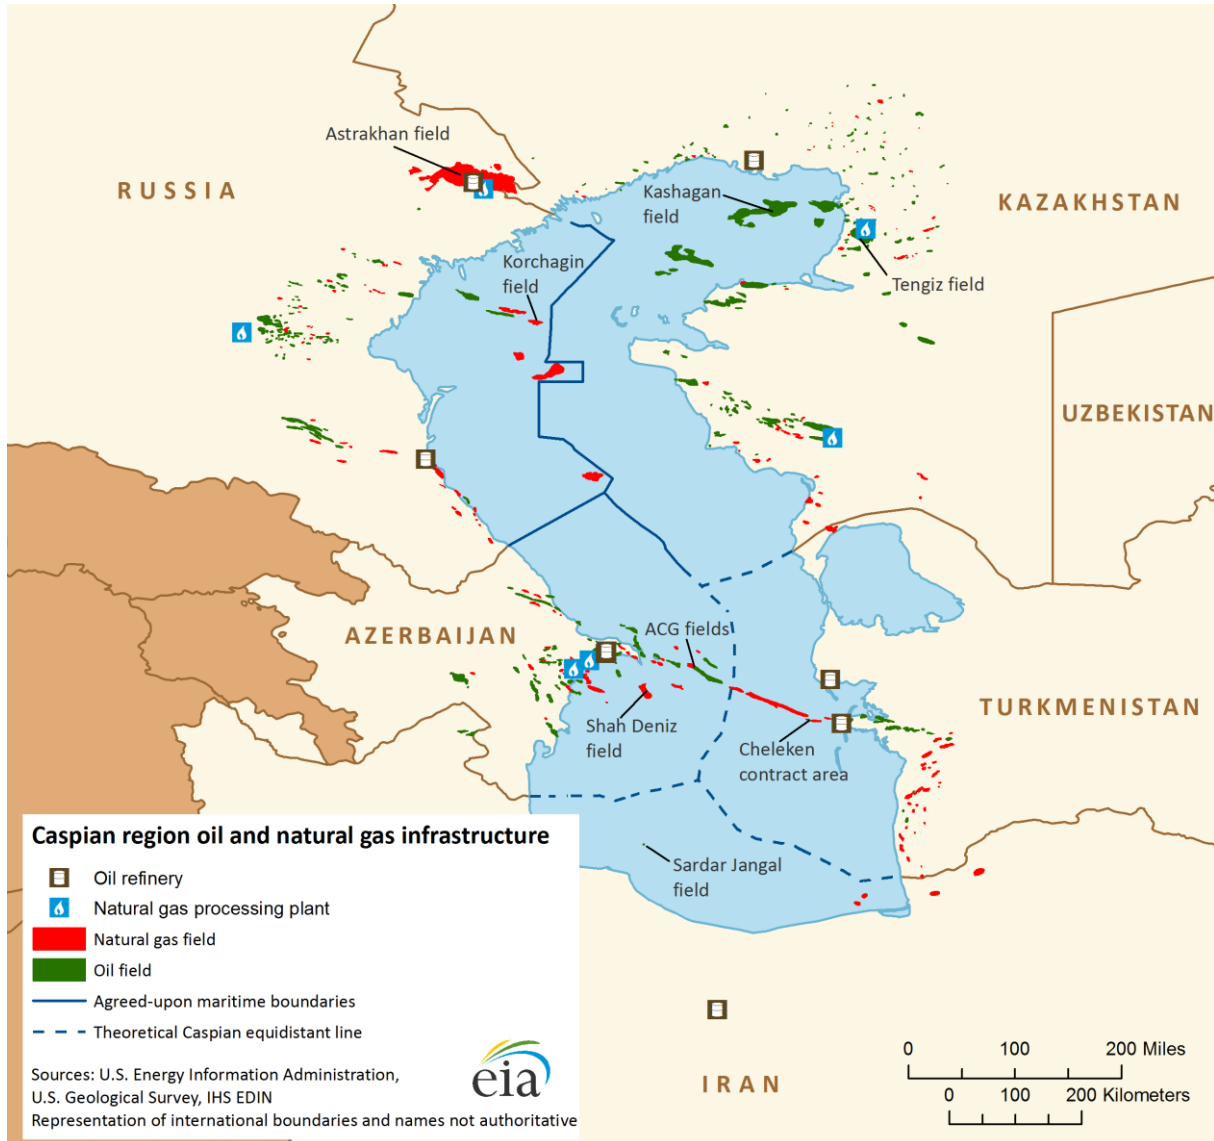 Astrakhan field
RUSSIA
Kashagan
field
KAZAKHSTAN
Korchagin
field
Tengiz field
UZBEKISTAN
AZERBAIJAN
ACG fields
TURKMENISTAN
Shah Deniz
field
Cheleken
contract area
Sardar Jangal
field
IRAN
Caspian region oil and natural gas infrastructure
Oil refinery
Natural gas processing plant
Natural gas field
Oil field
Agreed-upon maritime boundaries
Theoretical Caspian equidistant line
Sources: U.S. Energy Information Administration,
U.S. Geological Survey, IHS EDIN
Representation of international boundaries and names not authoritative
eia
0 100 200 Miles
0 100 200 Kilometers